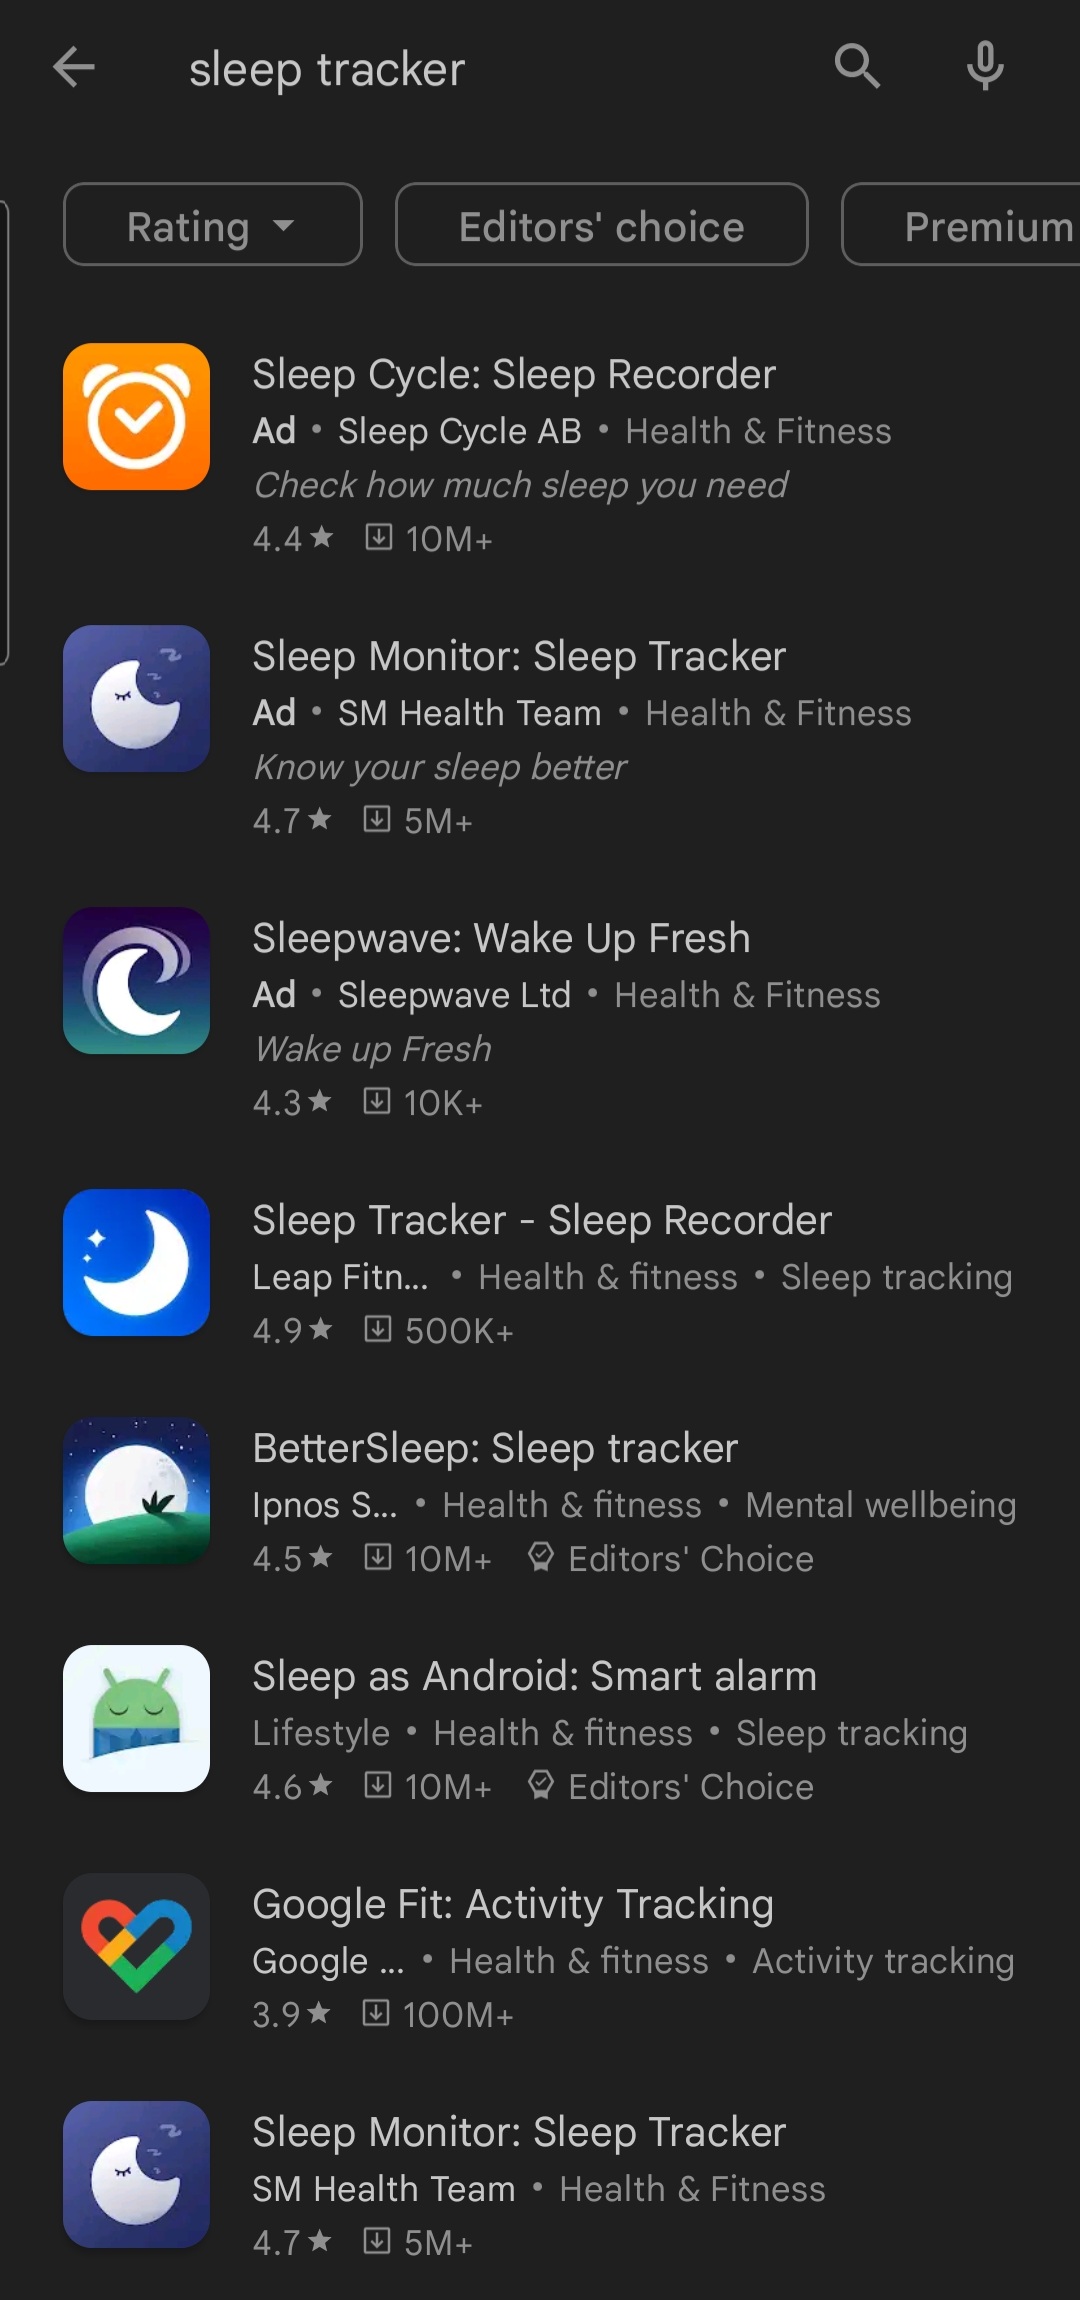 sleep tracker
Rating
Editors' choice
Premium
Sleep Cycle: Sleep Recorder
Ad • Sleep Cycle AB • Health & Fitness
Check how much sleep you need
4.4★ 10M+
Sleep Monitor: Sleep Tracker
Ad • SM Health Team • Health & Fitness
Know your sleep better
4.7★ 5M+
Sleepwave: Wake Up Fresh
Ad • Sleepwave Ltd • Health & Fitness
Wake up Fresh
4.3★ 10K+
Sleep Tracker - Sleep Recorder
Leap Fitn... • Health & fitness • Sleep tracking
4.9★ 500K+
BetterSleep: Sleep tracker
Ipnos S... • Health & fitness • Mental wellbeing
4.5★ 10M+ Editors' Choice
Sleep as Android: Smart alarm
Lifestyle • Health & fitness • Sleep tracking
4.6★ 10M+ Editors' Choice
Google Fit: Activity Tracking
Google ... • Health & fitness • Activity tracking
3.9★ 100M+
Sleep Monitor: Sleep Tracker
SM Health Team • Health & Fitness
4.7★ 5M+